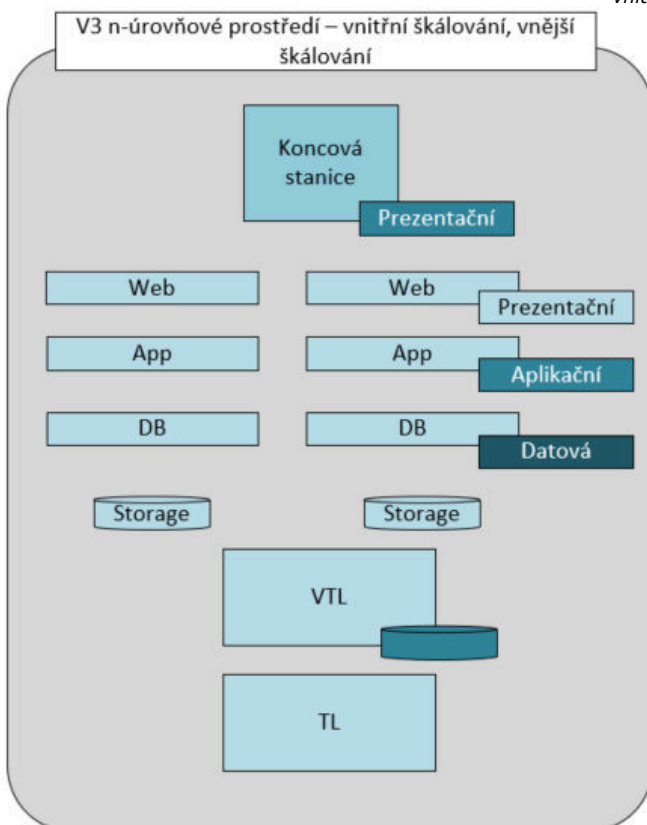 vnit
V3 n-úrovňové prostředí – vnitřní škálování, vnější
škálování
Koncová
stanice
Prezentační
Web
Web
Prezentační
App
App
Aplikační
DB
DB
Datová
Storage
Storage
VTL
TL